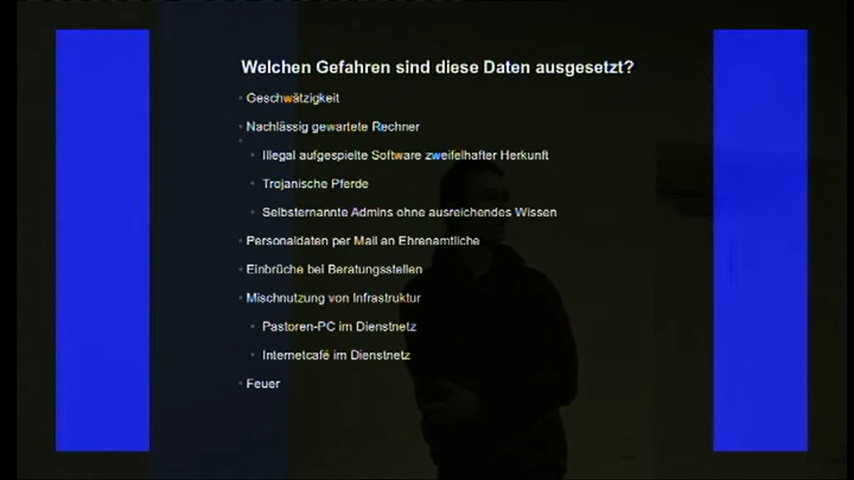 Welchen Gefahren sind diese Daten ausgesetzt?
Geschwätzigkeit
Nachlässig gewartete Rechner
Illegal aufgespielte Software zweifelhafter Herkunft
Trojanische Pferde
Selbsternannte Admins ohne ausreichendes Wissen
Personaldaten per Mail an Ehrenamtliche
Einbrüche bei Beratungsstellen
Mischnutzung von Infrastruktur
Pastoren-PC im Dienstnetz
Internetcafé im Dienstnetz
Feuer